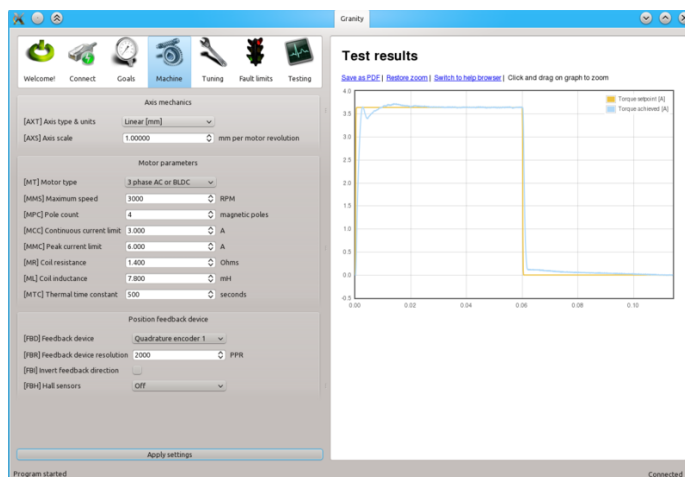 Granity
Welcome! Connect Goals Machine Tuning Fault limits Testing
Axis mechanics
[AXT] Axis type & units Linear [mm]
[AXS] Axis scale 1.00000 mm per motor revolution
Motor parameters
[MT] Motor type 3 phase AC or BLDC
[MMS] Maximum speed 3000 RPM
[MPC] Pole count 4 magnetic poles
[MCC] Continuous current limit 3.000 A
[MMC] Peak current limit 6.000 A
[MR] Coil resistance 1.400 Ohms
[ML] Coil inductance 7.800 mH
[MTC] Thermal time constant 500 seconds
Position feedback device
[FBD] Feedback device Quadrature encoder 1
[FBR] Feedback device resolution 2000 PPR
[FBI] Invert feedback direction
[FBH] Hall sensors Off
Apply settings
Program started
Test results
Save as PDF | Restore zoom | Switch to help browser | Click and drag on graph to zoom
Torque setpoint [A]
Torque achieved [A]
4.0
3.5
3.0
2.5
2.0
1.5
1.0
0.5
0.0
-0.5
0.00 0.02 0.04 0.06 0.08 0.10
Connected